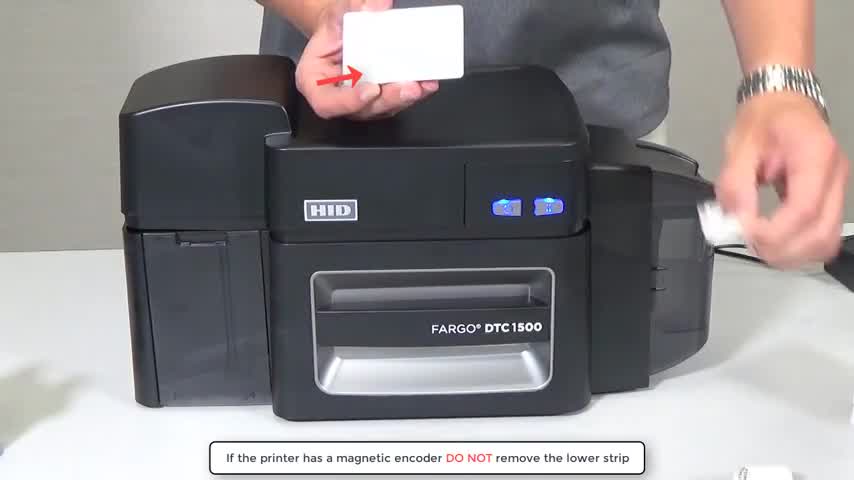 HID
FARGO® DTC1500
If the printer has a magnetic encoder DO NOT remove the lower strip